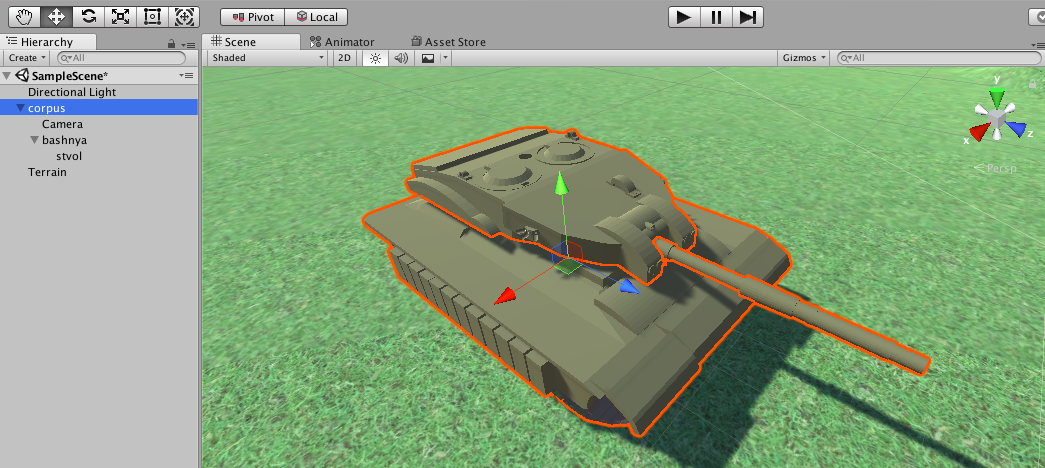 Pivot Local
Hierarchy
Scene Animator Asset Store
Create All
Shaded 2D Gizmos All
SampleScene*
Directional Light
corpus
Camera
bashnya
stvol
Terrain
y
x z
Persp